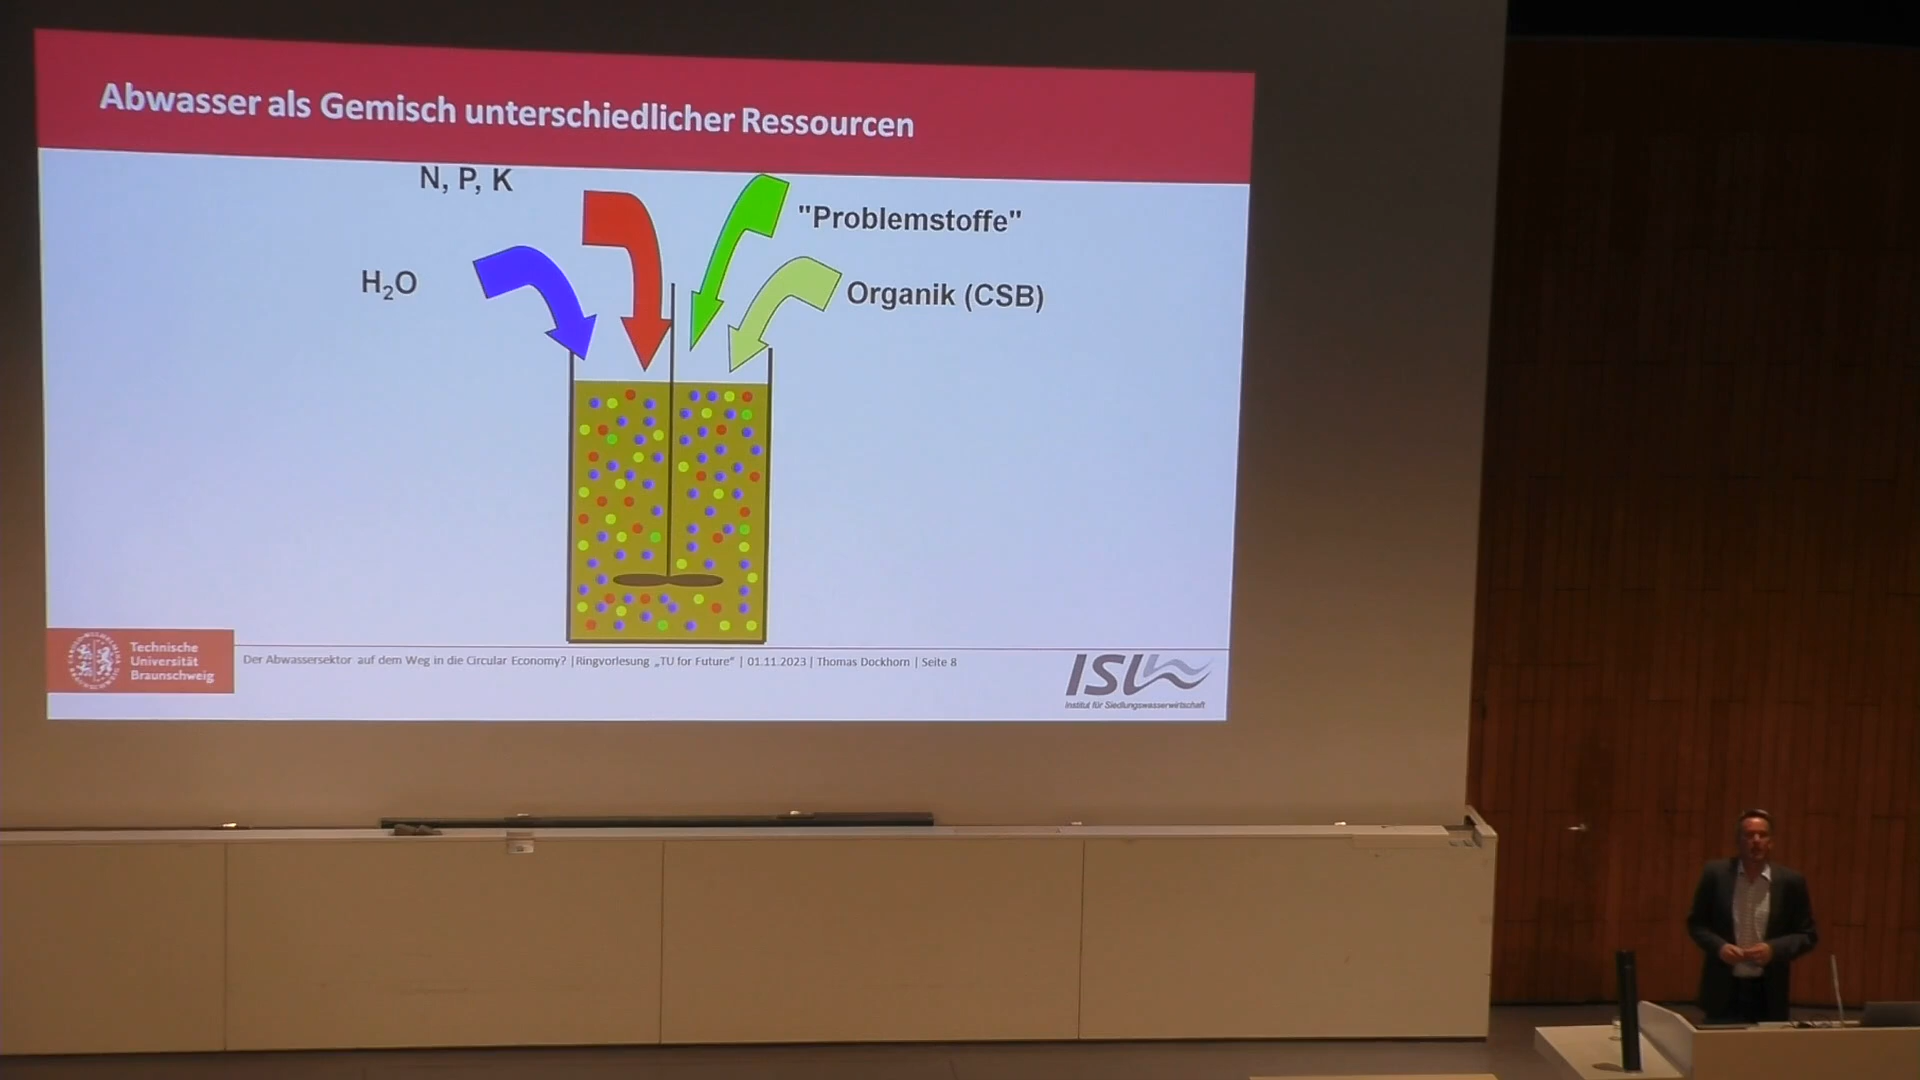 Abwasser als Gemisch unterschiedlicher Ressourcen
N, P, K
"Problemstoffe"
H₂O
Organik (CSB)
Technische
Universität
Braunschweig
Der Abwassersektor auf dem Weg in die Circular Economy? |Ringvorlesung „TU for Future“ | 01.11.2023 | Thomas Dockhorn | Seite 8
ISW
Institut für Siedlungswasserwirtschaft